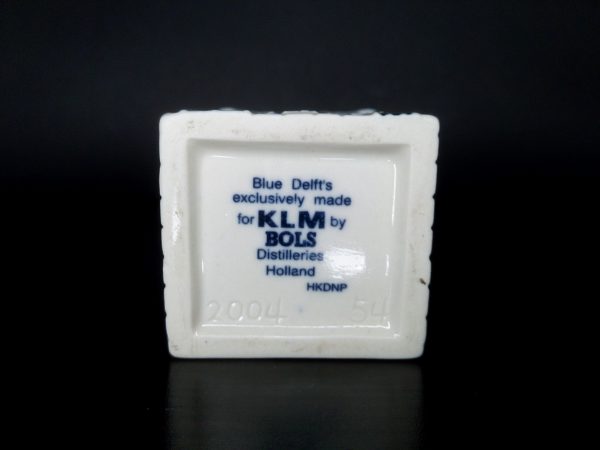 Blue Delft's
exclusively made
for KLM by
BOLS
Distilleries
Holland
HKDNP
2004 54